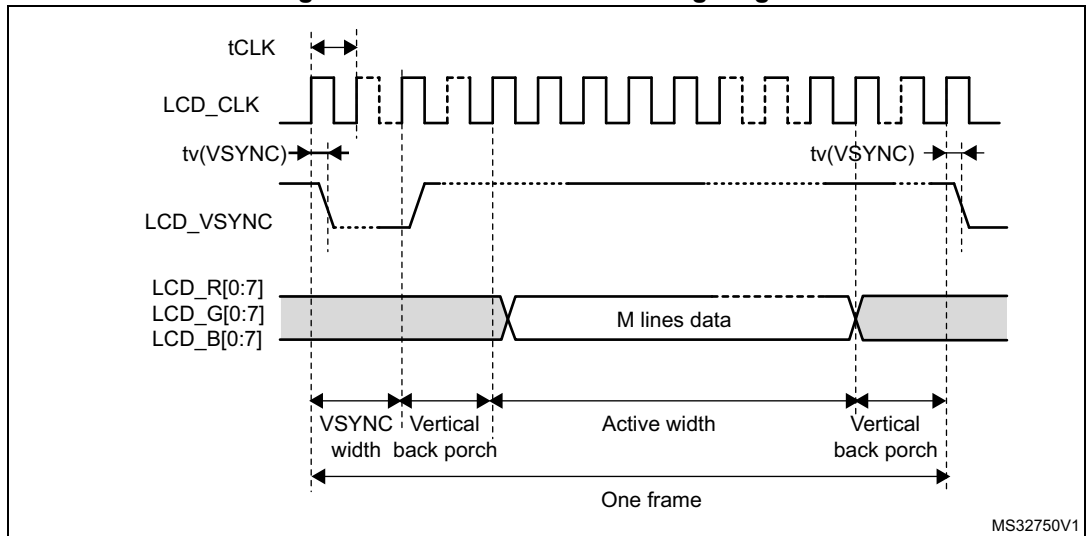 tCLK
LCD_CLK
tv(VSYNC)
tv(VSYNC)
LCD_VSYNC
LCD_R[0:7]
LCD_G[0:7]
LCD_B[0:7]
M lines data
VSYNC width
Vertical back porch
Active width
Vertical back porch
One frame
MS32750V1